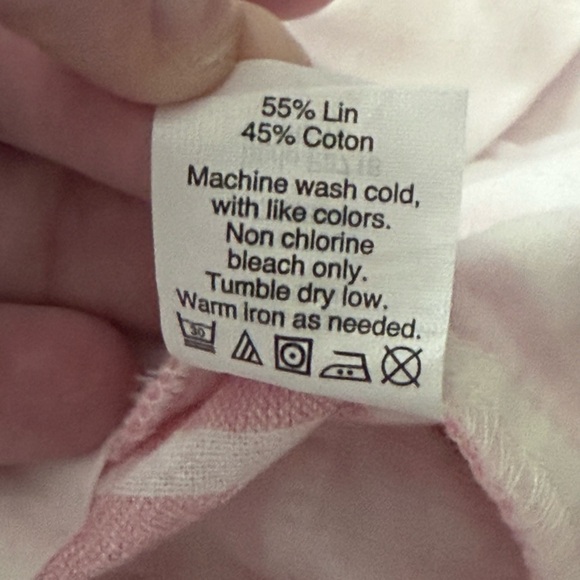 55% Lin
45% Coton
Machine wash cold,
with like colors.
Non chlorine
bleach only.
Tumble dry low.
Warm iron as needed.
30